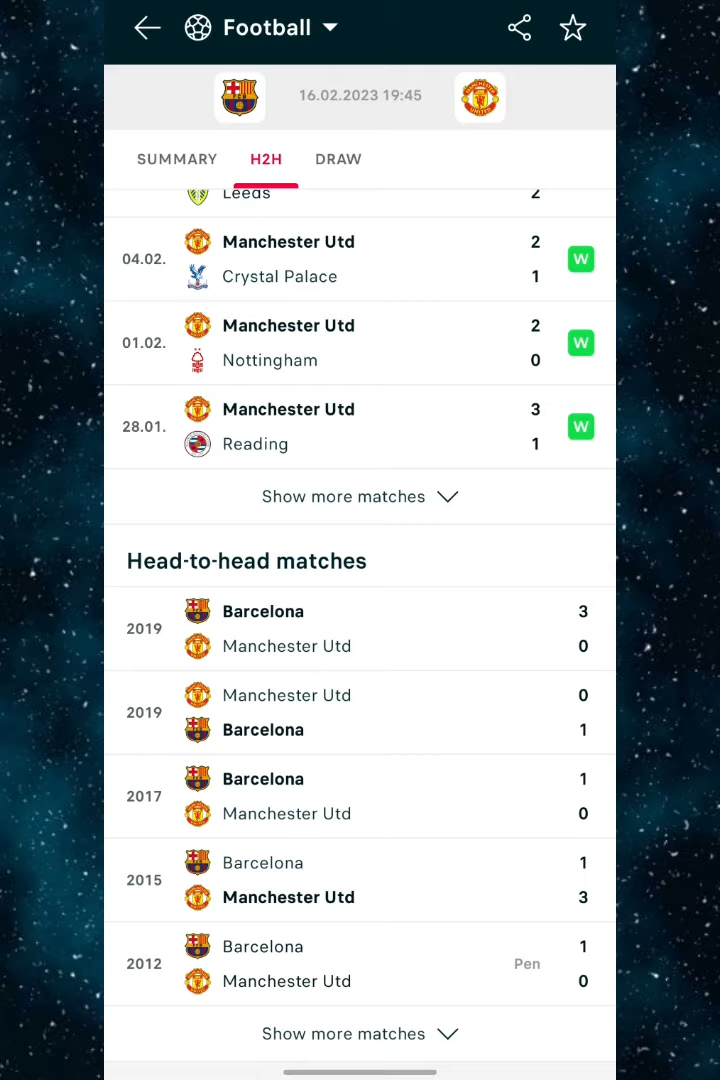 Football
16.02.2023 19:45
SUMMARY H2H DRAW
Leeds 2
04.02.
Manchester Utd 2
Crystal Palace 1
W
01.02.
Manchester Utd 2
Nottingham 0
W
28.01.
Manchester Utd 3
Reading 1
W
Show more matches
Head-to-head matches
2019
Barcelona 3
Manchester Utd 0
2019
Manchester Utd 0
Barcelona 1
2017
Barcelona 1
Manchester Utd 0
2015
Barcelona 1
Manchester Utd 3
2012
Barcelona 1
Pen
Manchester Utd 0
Show more matches